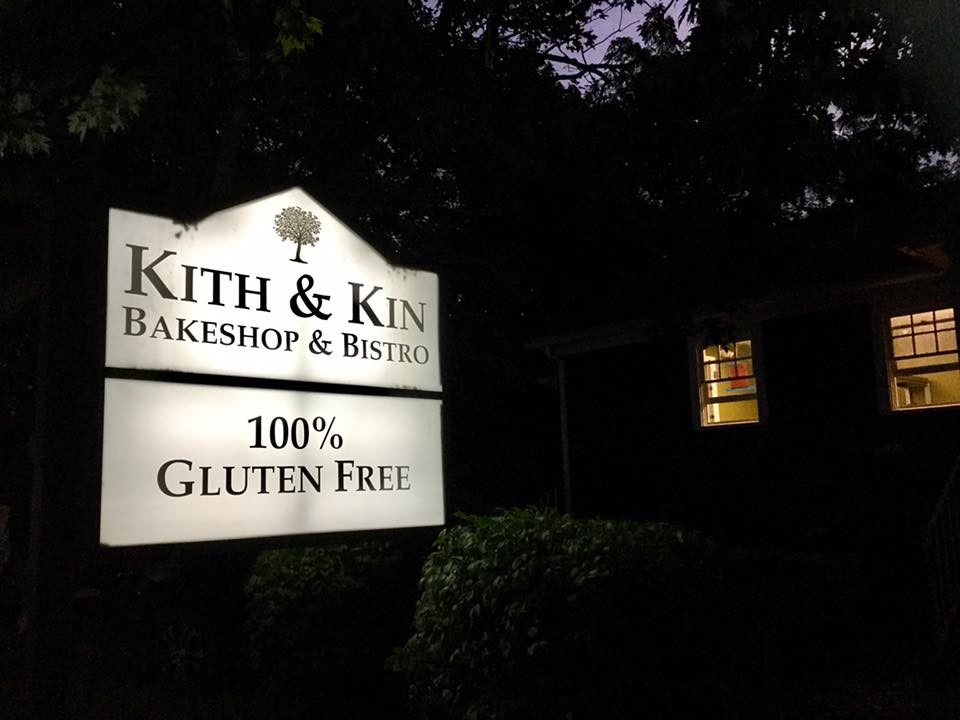 Kith & Kin
Bakeshop & Bistro
100%
Gluten Free